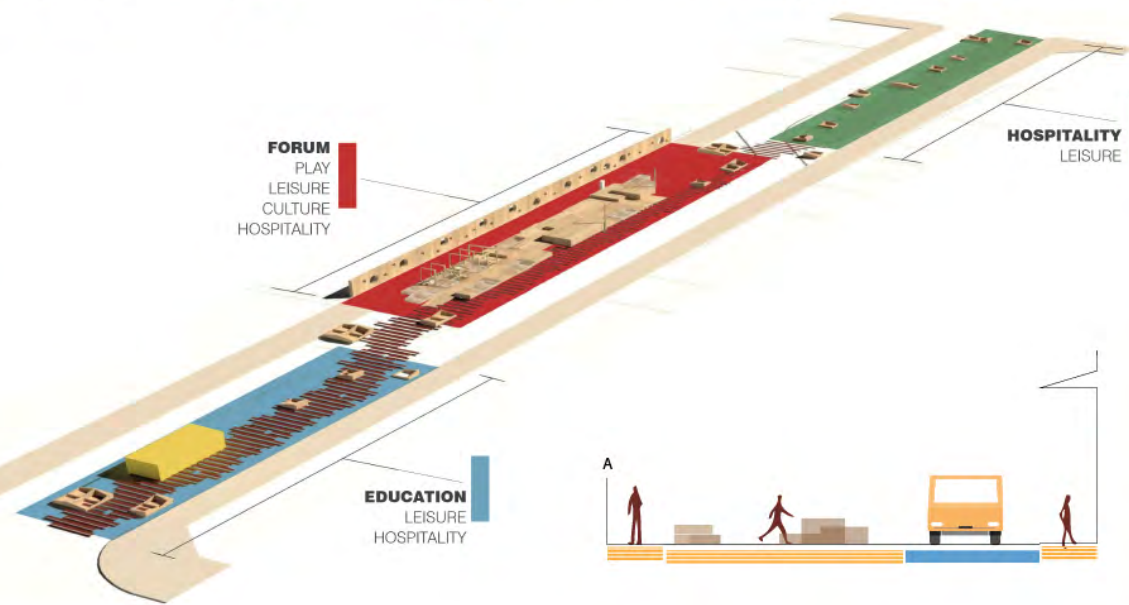 FORUM
PLAY
LEISURE
CULTURE
HOSPITALITY
HOSPITALITY
LEISURE
EDUCATION
LEISURE
HOSPITALITY
A